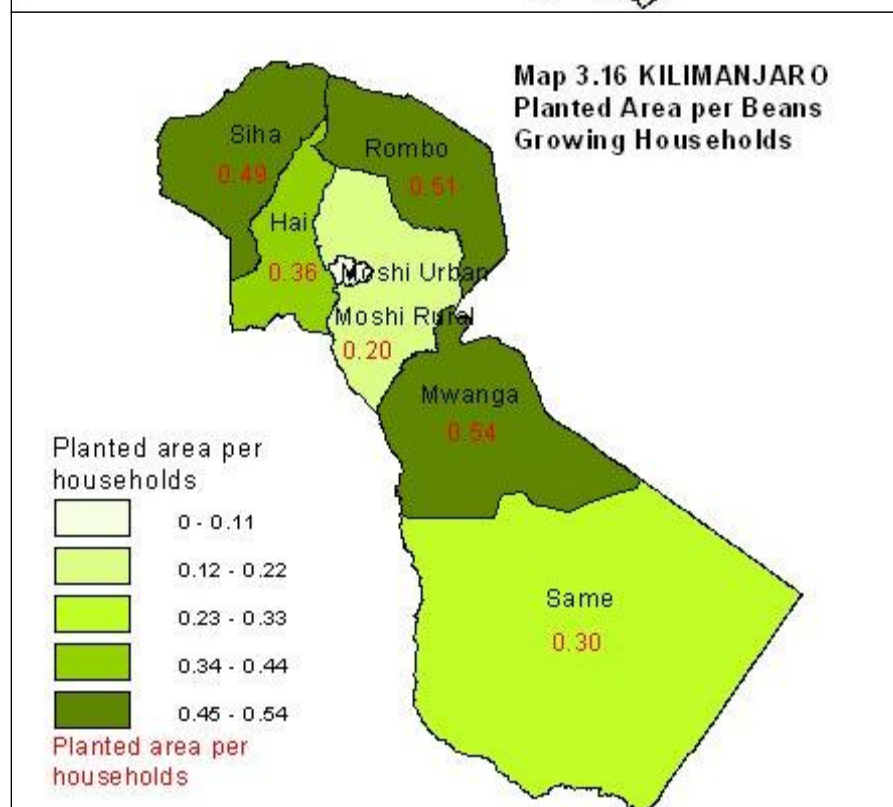 Map 3.16 KILIMANJARO
Planted Area per Beans
Growing Households
Siha
0.49
Rombo
0.51
Hai
0.36
Moshi Urban
Moshi Rural
0.20
Mwanga
0.54
Same
0.30
Planted area per
households
0 - 0.11
0.12 - 0.22
0.23 - 0.33
0.34 - 0.44
0.45 - 0.54
Planted area per
households